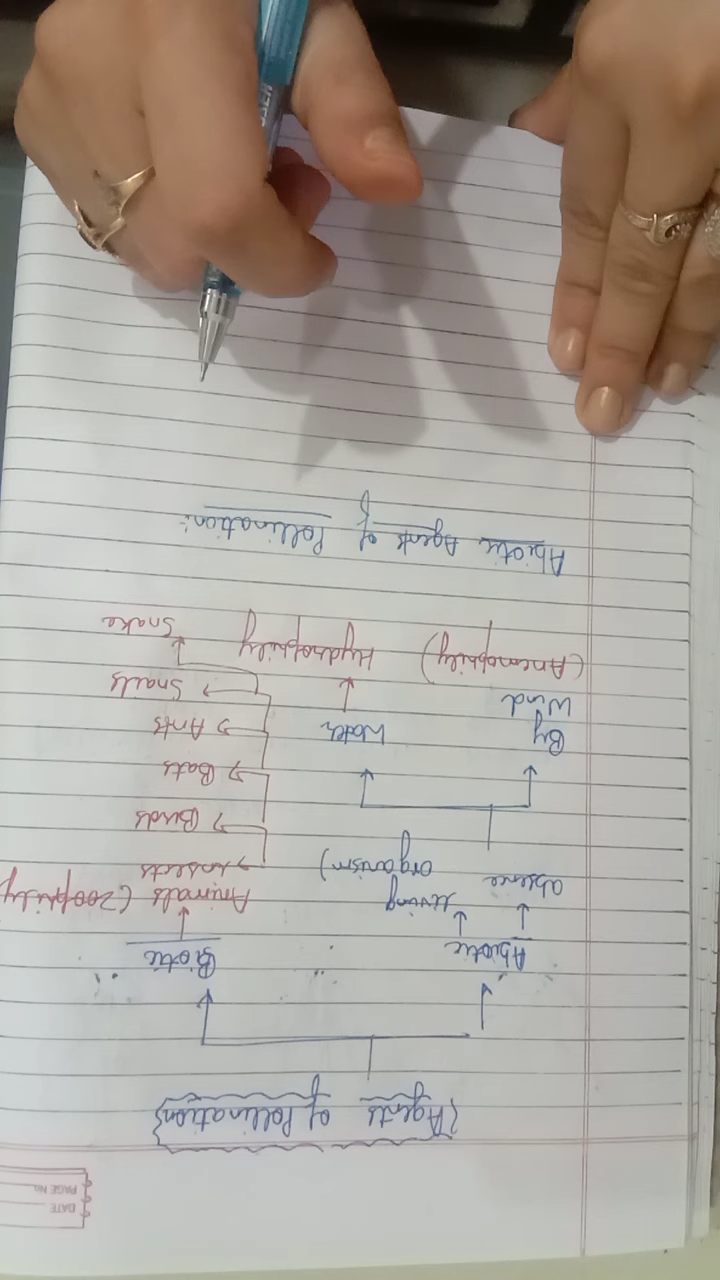 DATE
PAGE NO.
{Agents of Pollination}
Abiotic Biotic
absence living organism) Animals (Zoophily
→ insects
→ Birds
→ Bats
By Wind Water → Ants
→ Snails
(Anemophily) Hydrophily Snake
Abiotic Agent of Pollination:-